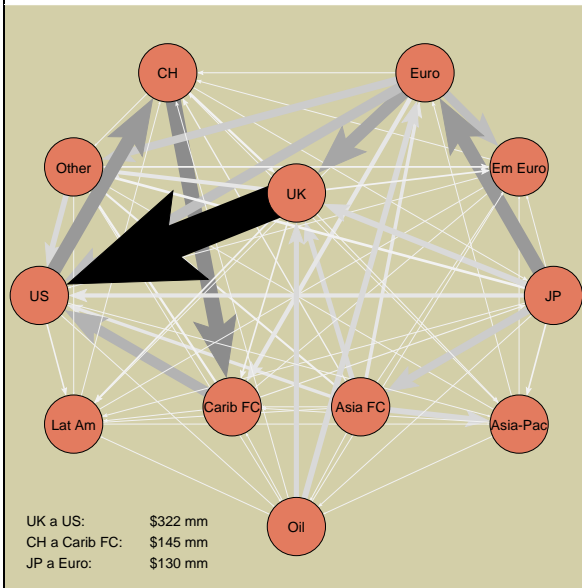 CH
Euro
Other
Em Euro
UK
US
JP
Carib FC
Asia FC
Lat Am
Asia-Pac
Oil
UK a US: $322 mm
CH a Carib FC: $145 mm
JP a Euro: $130 mm